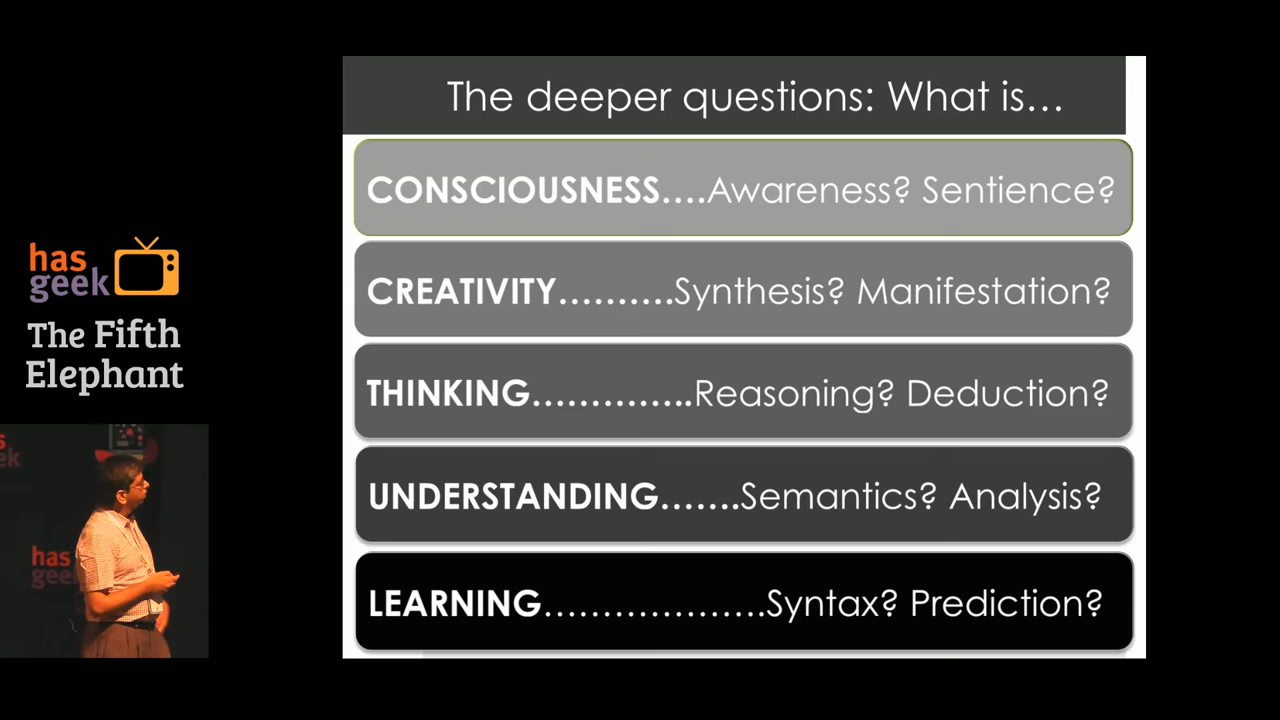 The deeper questions: What is...
CONSCIOUSNESS....Awareness? Sentience?
CREATIVITY..........Synthesis? Manifestation?
THINKING..............Reasoning? Deduction?
UNDERSTANDING.......Semantics? Analysis?
LEARNING...................Syntax? Prediction?
has
geek
The Fifth
Elephant
has